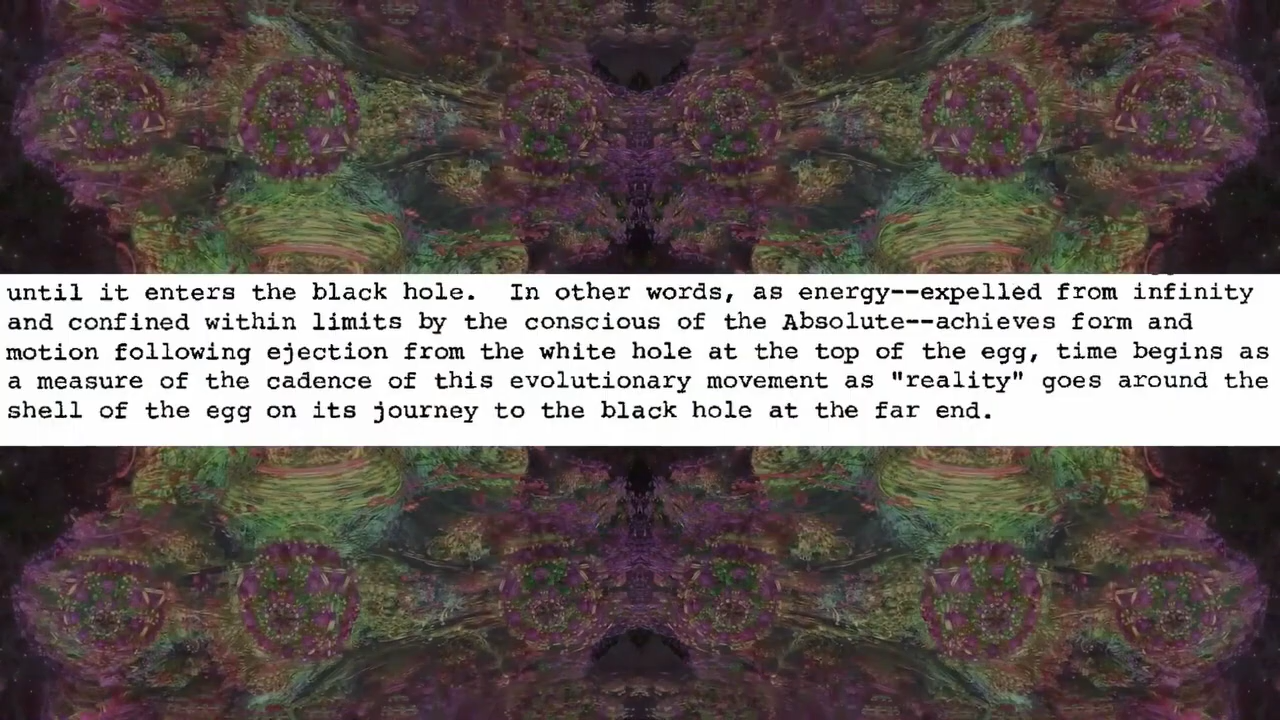 until it enters the black hole.  In other words, as energy--expelled from infinity
and confined within limits by the conscious of the Absolute--achieves form and
motion following ejection from the white hole at the top of the egg, time begins as
a measure of the cadence of this evolutionary movement as "reality" goes around the
shell of the egg on its journey to the black hole at the far end.